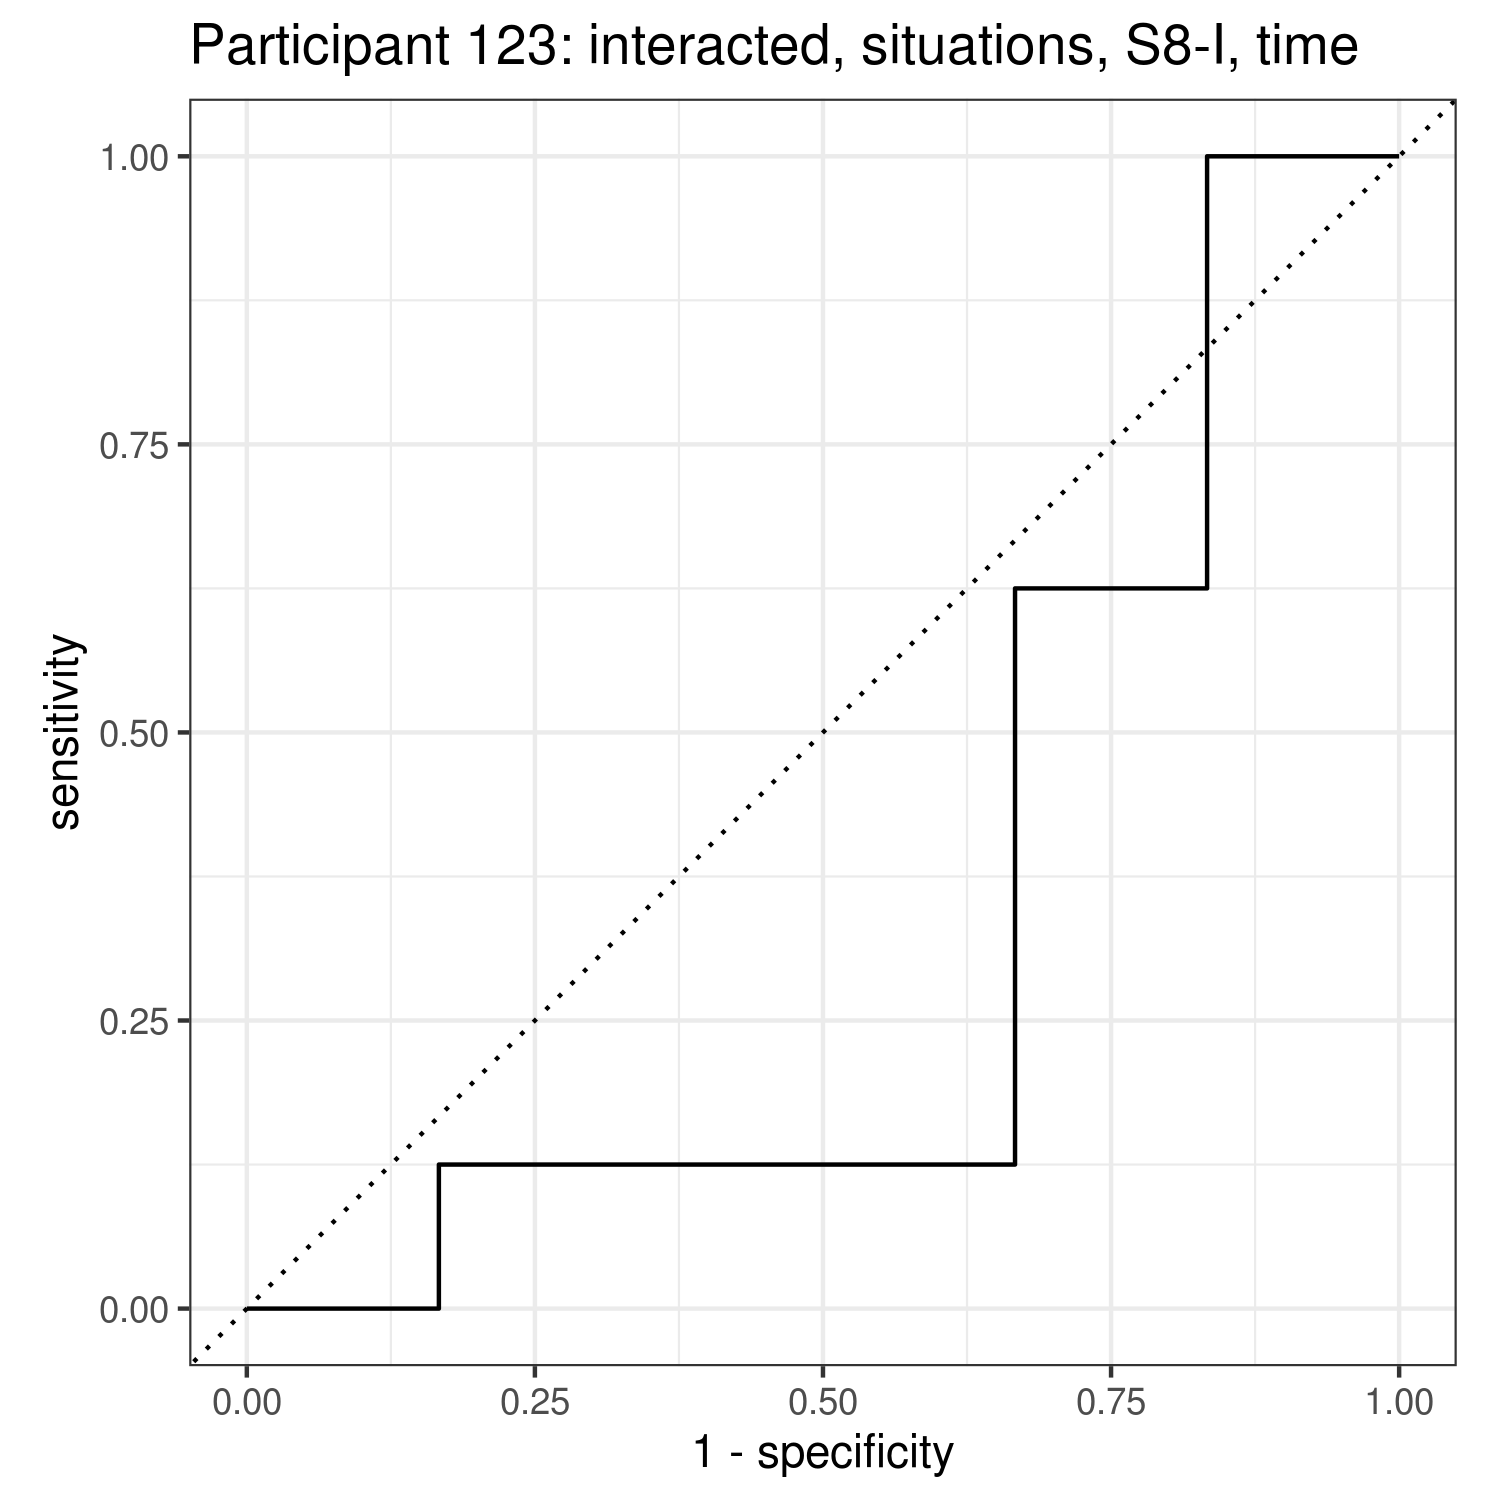 Participant 123: interacted, situations, S8-I, time
1.00
0.75
0.50
0.25
0.00
sensitivity
0.00 0.25 0.50 0.75 1.00
1 - specificity